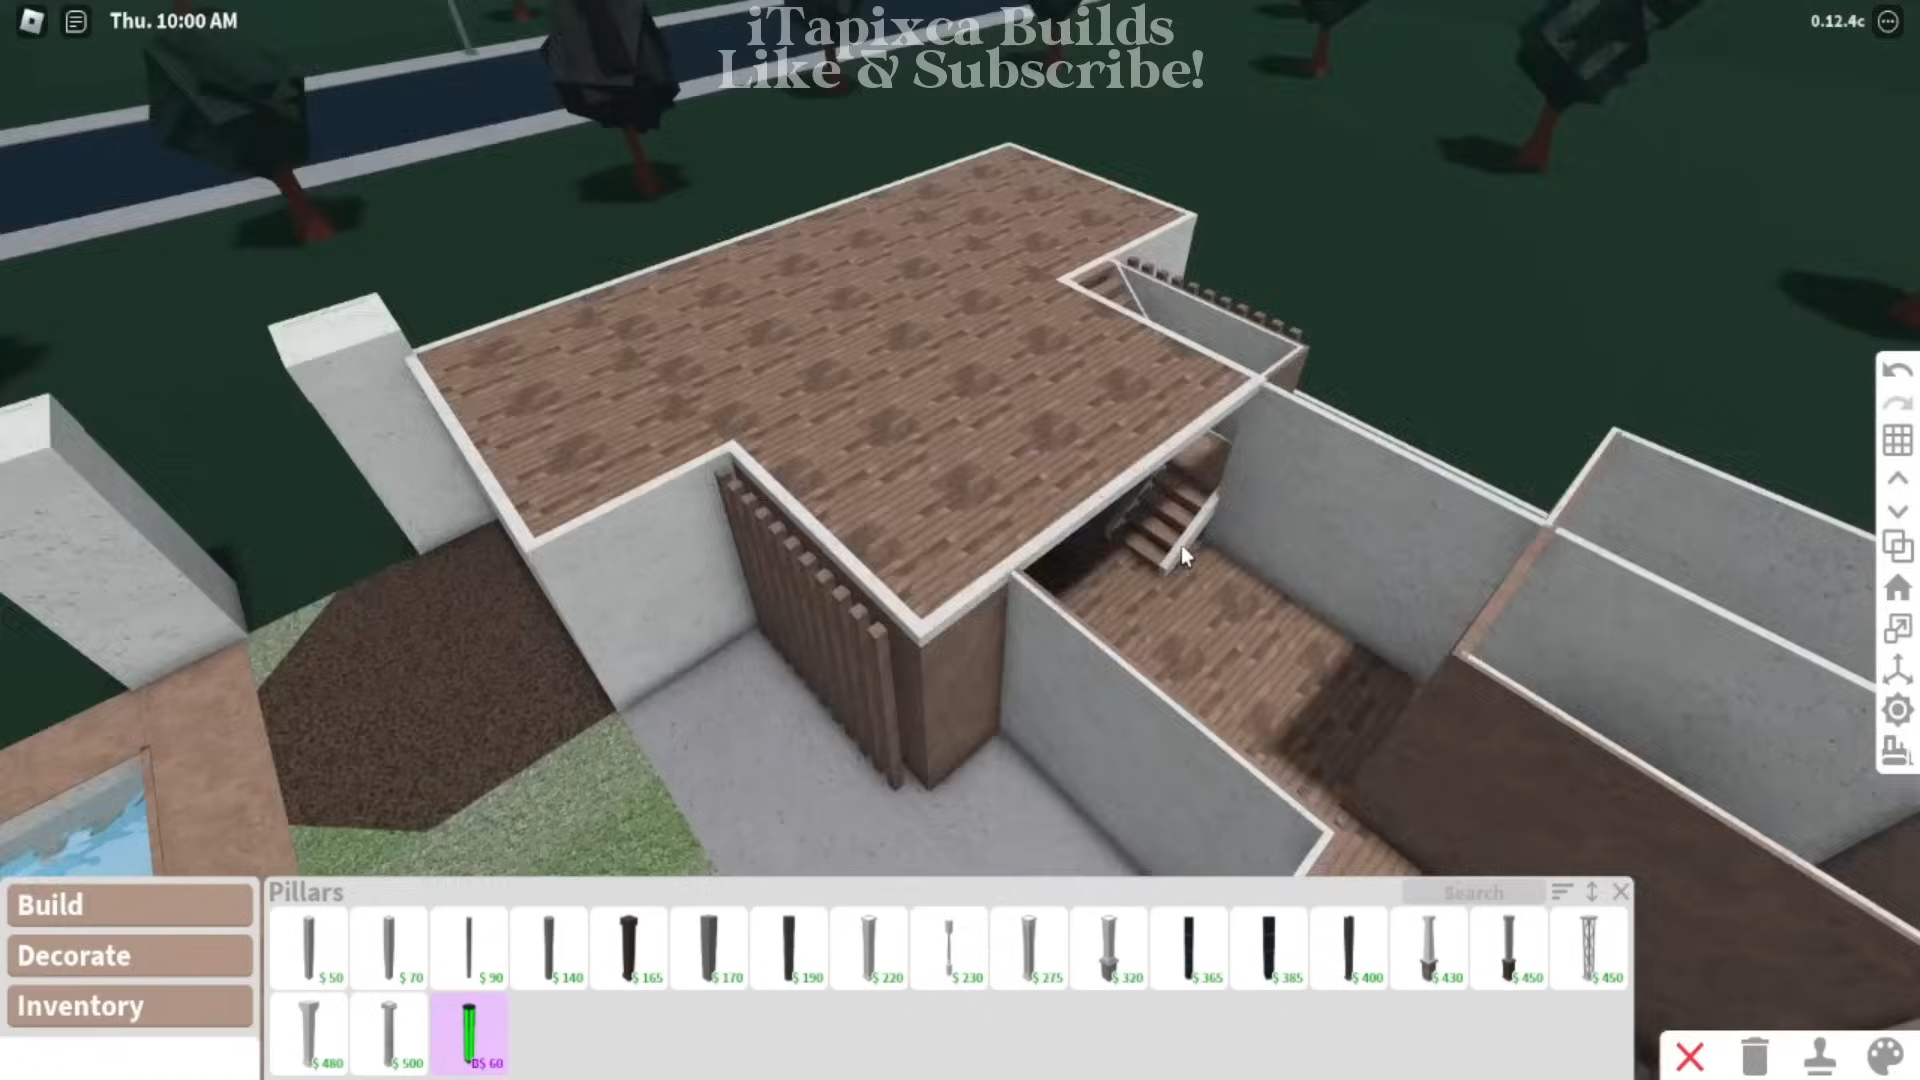 Thu. 10:00 AM
iTapixca Builds
Like & Subscribe!
0.12.4c
Build
Decorate
Inventory
Pillars
Search
$ 50
$ 70
$ 90
$ 140
$ 165
$ 170
$ 190
$ 220
$ 230
$ 275
$ 320
$ 365
$ 385
$ 400
$ 430
$ 450
$ 450
$ 480
$ 500
B$ 60